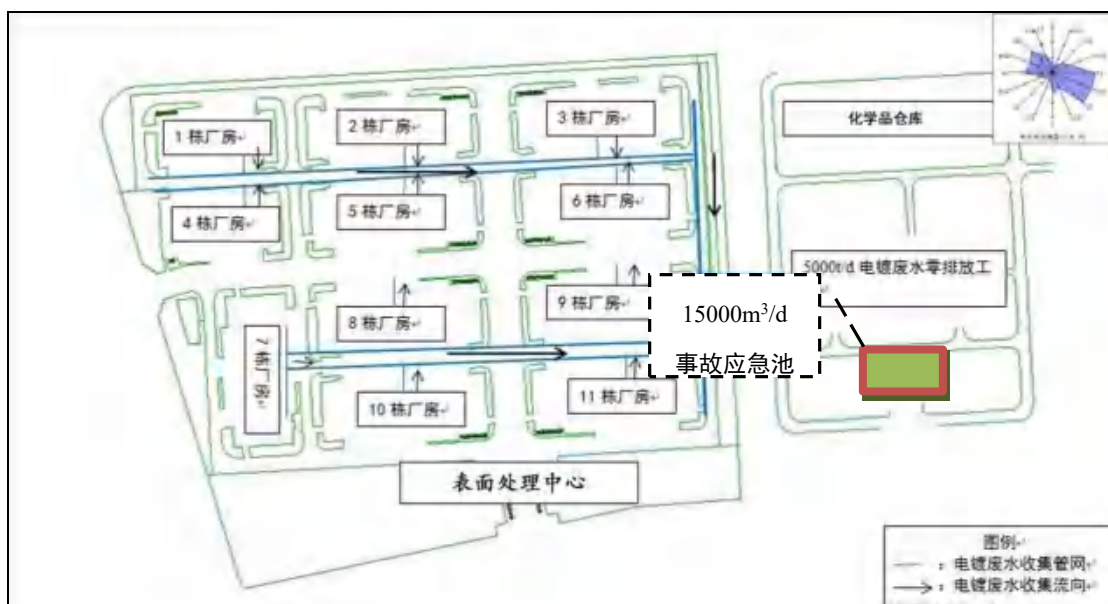 1 栋厂房
2 栋厂房
3 栋厂房
化学品仓库
4 栋厂房
5 栋厂房
6 栋厂房
5000t/d 电镀废水零排放工
15000m³/d
事故应急池
8 栋厂房
9 栋厂房
7 栋厂房
10 栋厂房
11 栋厂房
表面处理中心
图例
：电镀废水收集管网
：电镀废水收集流向